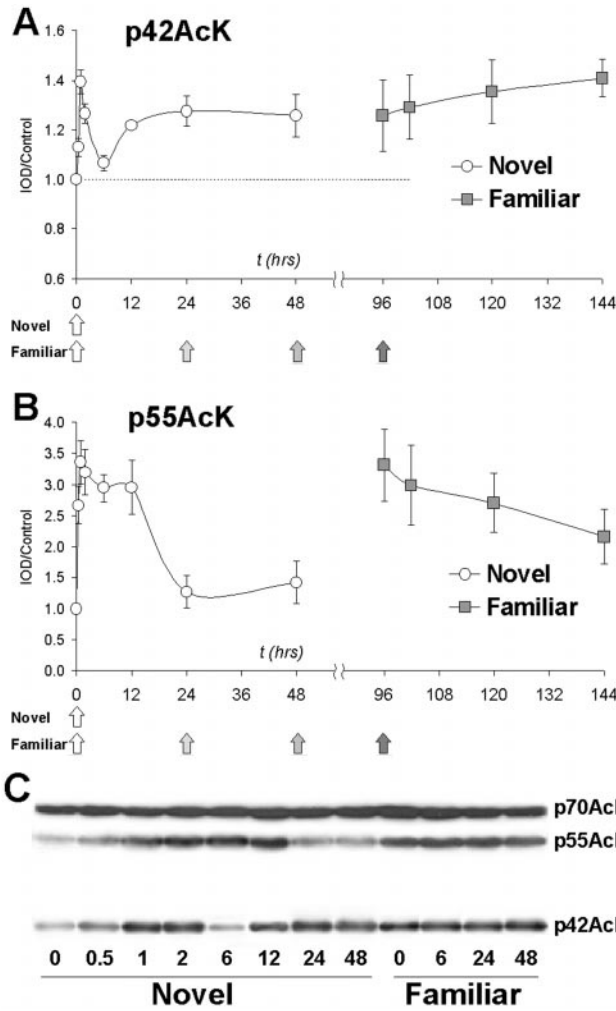 A
p42AcK
1.6
1.4
1.2
1.0
0.8
0.6
IOD/Control
Novel
Familiar
t (hrs)
0 12 24 36 48 96 108 120 132 144
Novel
Familiar
B
p55AcK
4.0
3.5
3.0
2.5
2.0
1.5
1.0
0.5
0.0
IOD/Control
Novel
Familiar
t (hrs)
0 12 24 36 48 96 108 120 132 144
Novel
Familiar
C
p70Ack
p55Ack
p42Ack
0 0.5 1 2 6 12 24 48 0 6 24 48
Novel Familiar